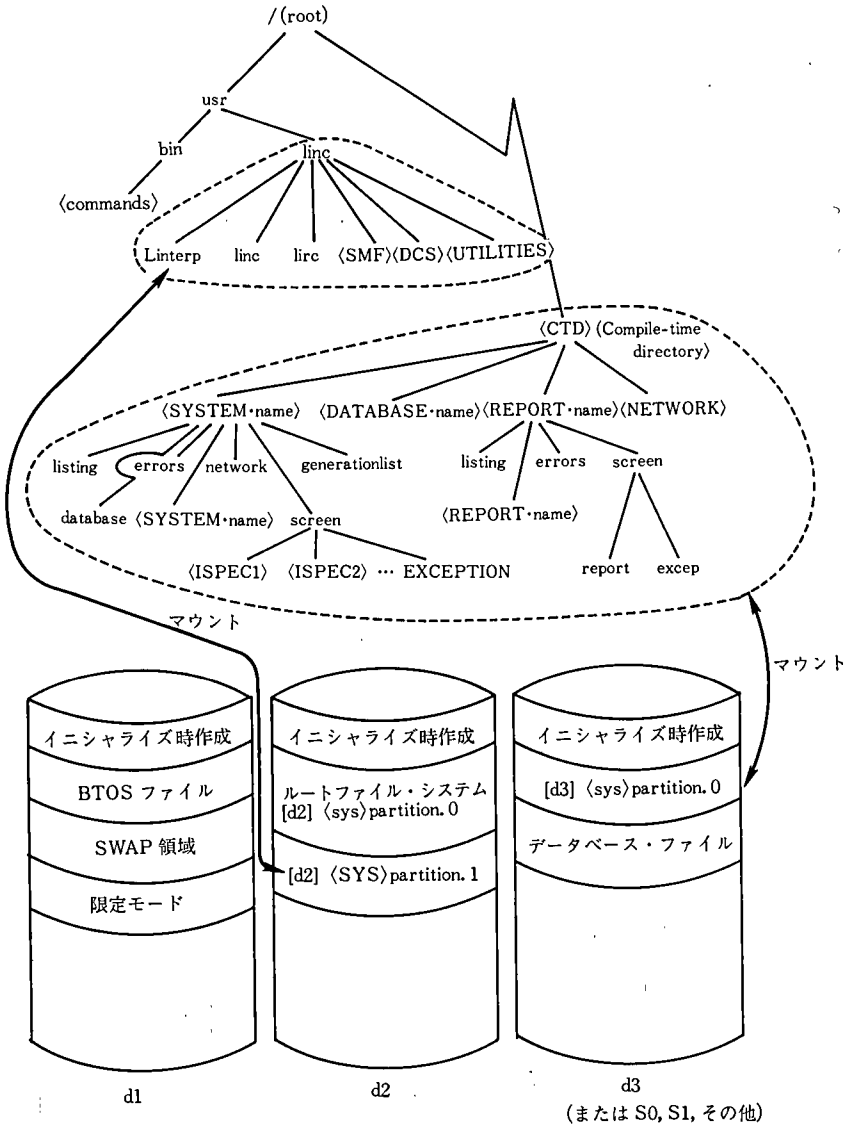 /(root)
usr
bin
linc
〈commands〉
Linterp linc lirc 〈SMF〉〈DCS〉〈UTILITIES〉
〈CTD〉〈Compile-time
directory〉
〈SYSTEM·name〉 〈DATABASE·name〉〈REPORT·name〉〈NETWORK〉
listing errors network generationlist listing errors screen
database 〈SYSTEM·name〉 screen 〈REPORT·name〉
〈ISPEC1〉 〈ISPEC2〉 … EXCEPTION report excep
マウント
マウント
イニシャライズ時作成
BTOS ファイル
SWAP 領域
限定モード
d1
イニシャライズ時作成
ルートファイル・システム
[d2] 〈sys〉partition.0
[d2] 〈SYS〉partition.1
d2
イニシャライズ時作成
[d3] 〈sys〉partition.0
データベース・ファイル
d3
(または S0, S1, その他)